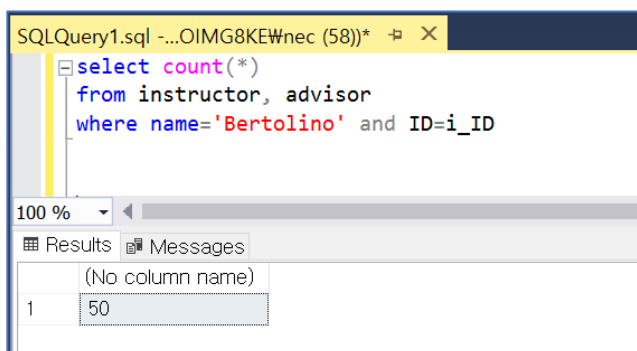 SQLQuery1.sql -...OIMG8KE₩nec (58))*
select count(*)
from instructor, advisor
where name='Bertolino' and ID=i_ID
100 %
Results Messages
(No column name)
1 50